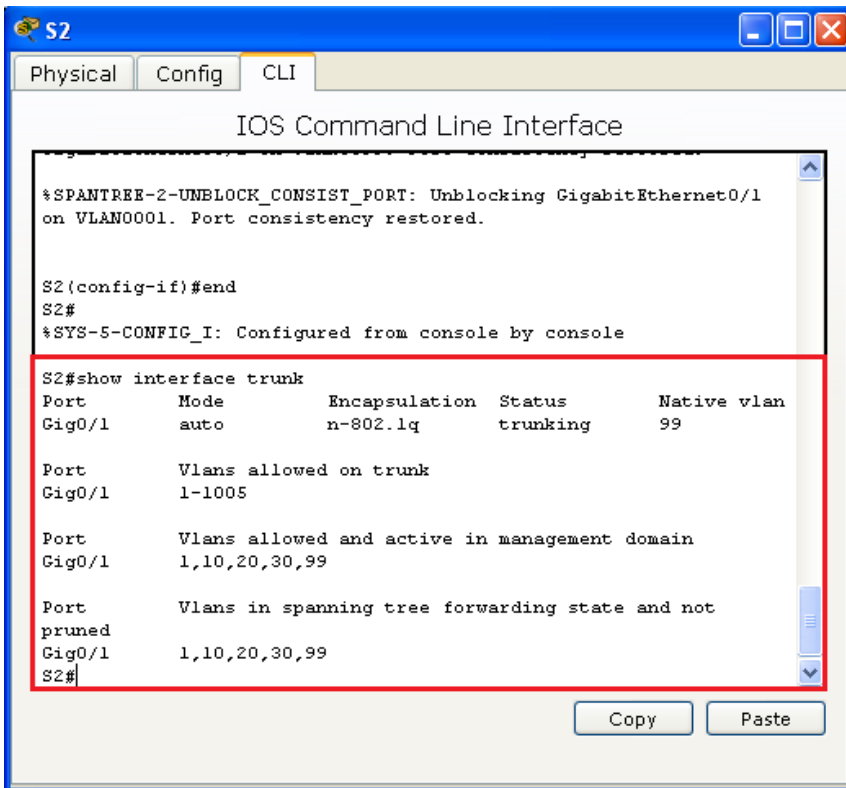 S2
Physical Config CLI
IOS Command Line Interface
%SPANTREE-2-UNBLOCK_CONSIST_PORT: Unblocking GigabitEthernet0/1
on VLAN0001. Port consistency restored.
S2(config-if)#end
S2#
%SYS-5-CONFIG_I: Configured from console by console
S2#show interface trunk
Port Mode Encapsulation Status Native vlan
Gig0/1 auto n-802.1q trunking 99
Port Vlans allowed on trunk
Gig0/1 1-1005
Port Vlans allowed and active in management domain
Gig0/1 1,10,20,30,99
Port Vlans in spanning tree forwarding state and not
pruned
Gig0/1 1,10,20,30,99
S2#
Copy Paste